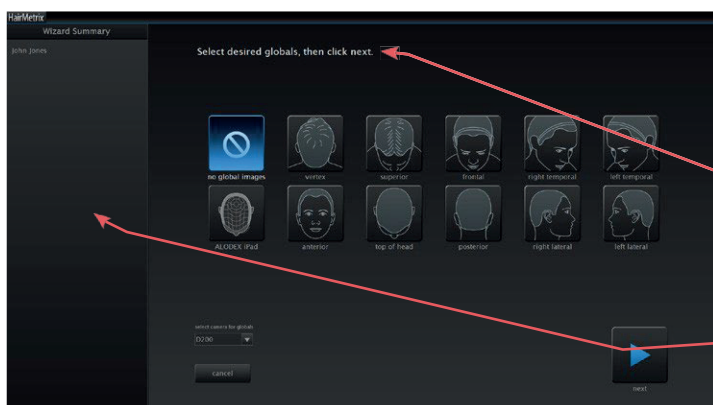 HairMetrix
Wizard Summary
John Jones
Select desired globals, then click next.
no global images
vertex
superior
frontal
right temporal
left temporal
ALODEX iPad
anterior
top of head
posterior
right lateral
left lateral
select camera for globals
D200
cancel
next